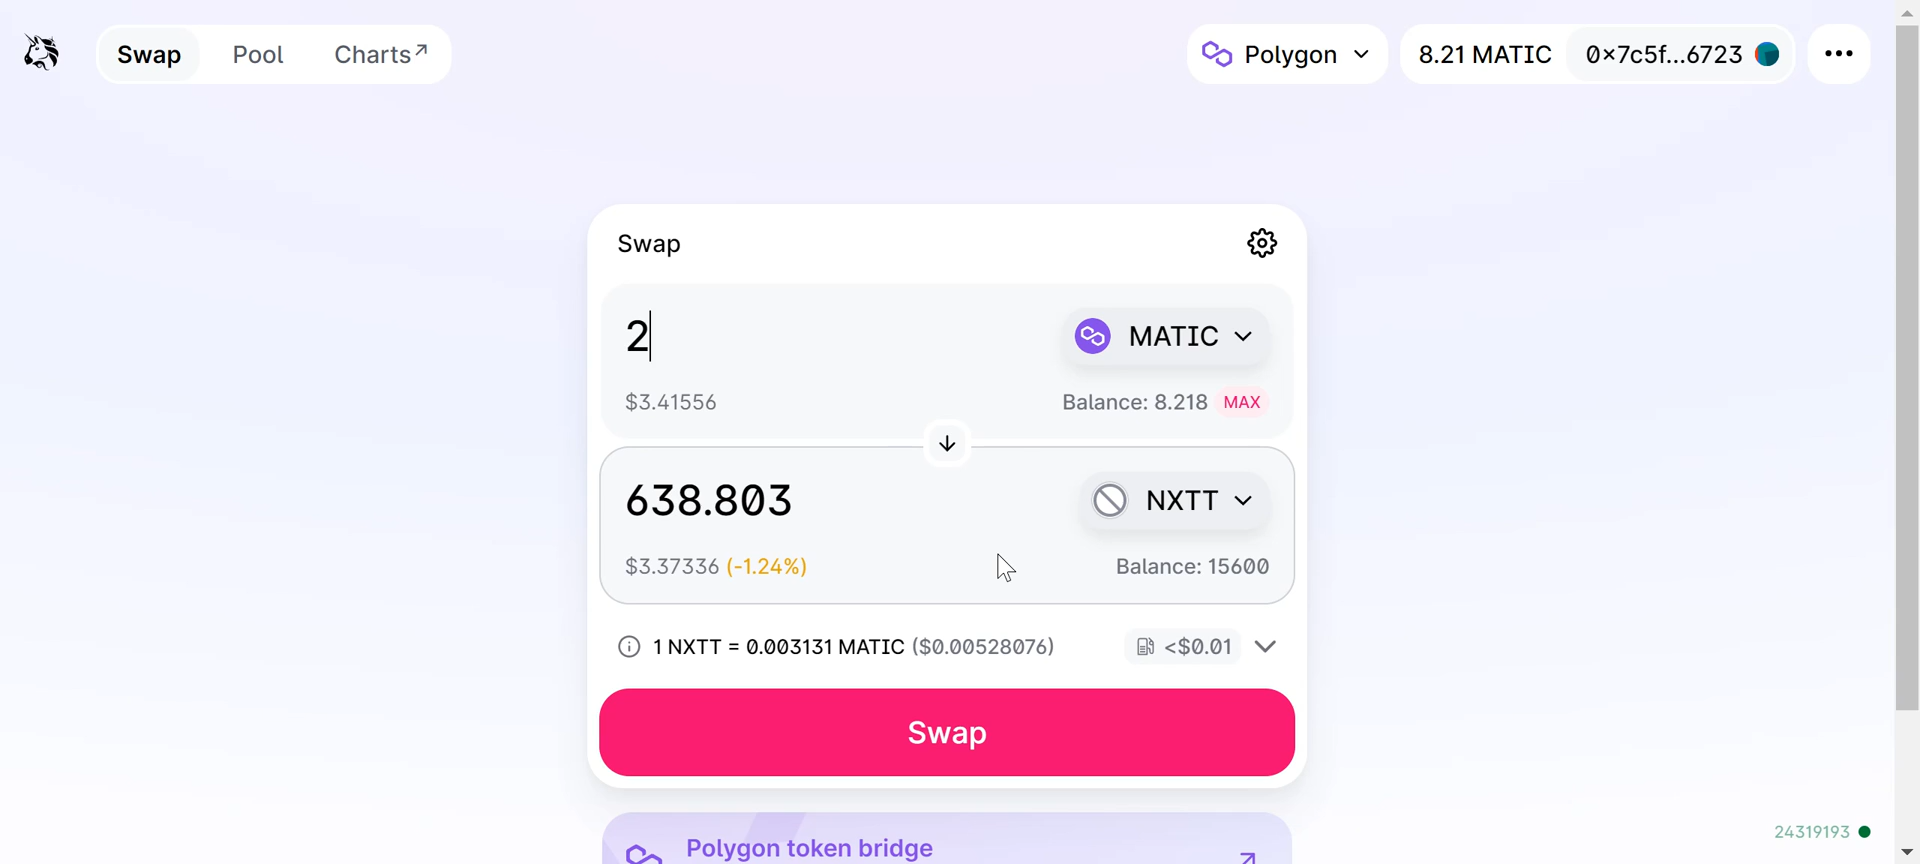 Swap Pool Charts↗ Polygon 8.21 MATIC 0×7c5f...6723 ...
Swap
2 MATIC
$3.41556 Balance: 8.218 MAX
638.803 NXTT
$3.37336 (-1.24%) Balance: 15600
1 NXTT = 0.003131 MATIC ($0.00528076) <$0.01
Swap
24319193
Polygon token bridge